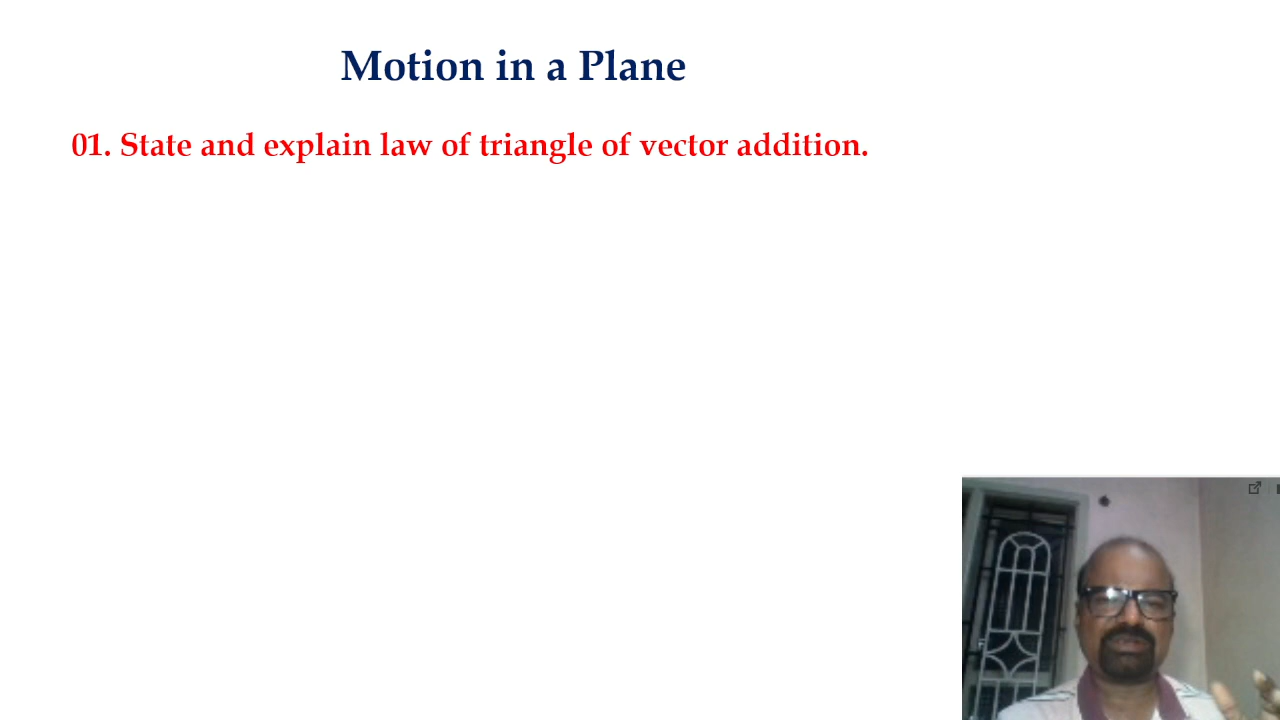 Motion in a Plane
01. State and explain law of triangle of vector addition.